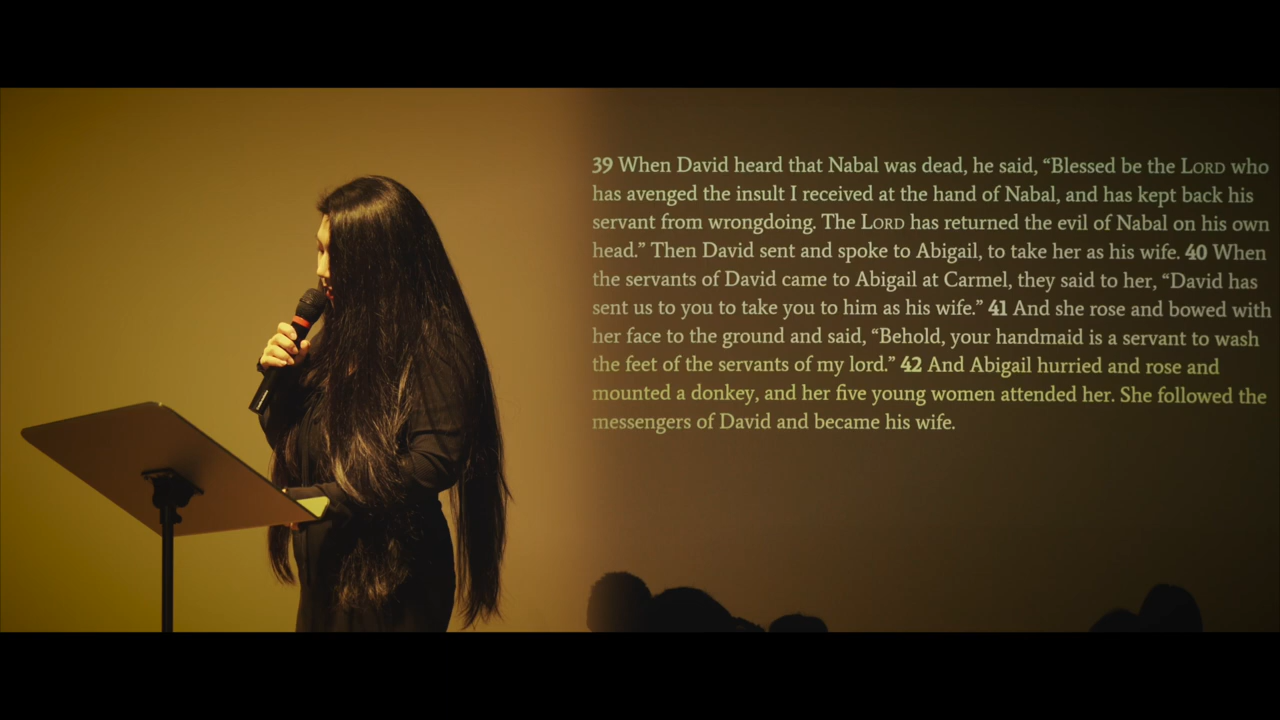 39 When David heard that Nabal was dead, he said, “Blessed be the LORD who
has avenged the insult I received at the hand of Nabal, and has kept back his
servant from wrongdoing. The LORD has returned the evil of Nabal on his own
head.” Then David sent and spoke to Abigail, to take her as his wife. 40 When
the servants of David came to Abigail at Carmel, they said to her, “David has
sent us to you to take you to him as his wife.” 41 And she rose and bowed with
her face to the ground and said, “Behold, your handmaid is a servant to wash
the feet of the servants of my lord.” 42 And Abigail hurried and rose and
mounted a donkey, and her five young women attended her. She followed the
messengers of David and became his wife.